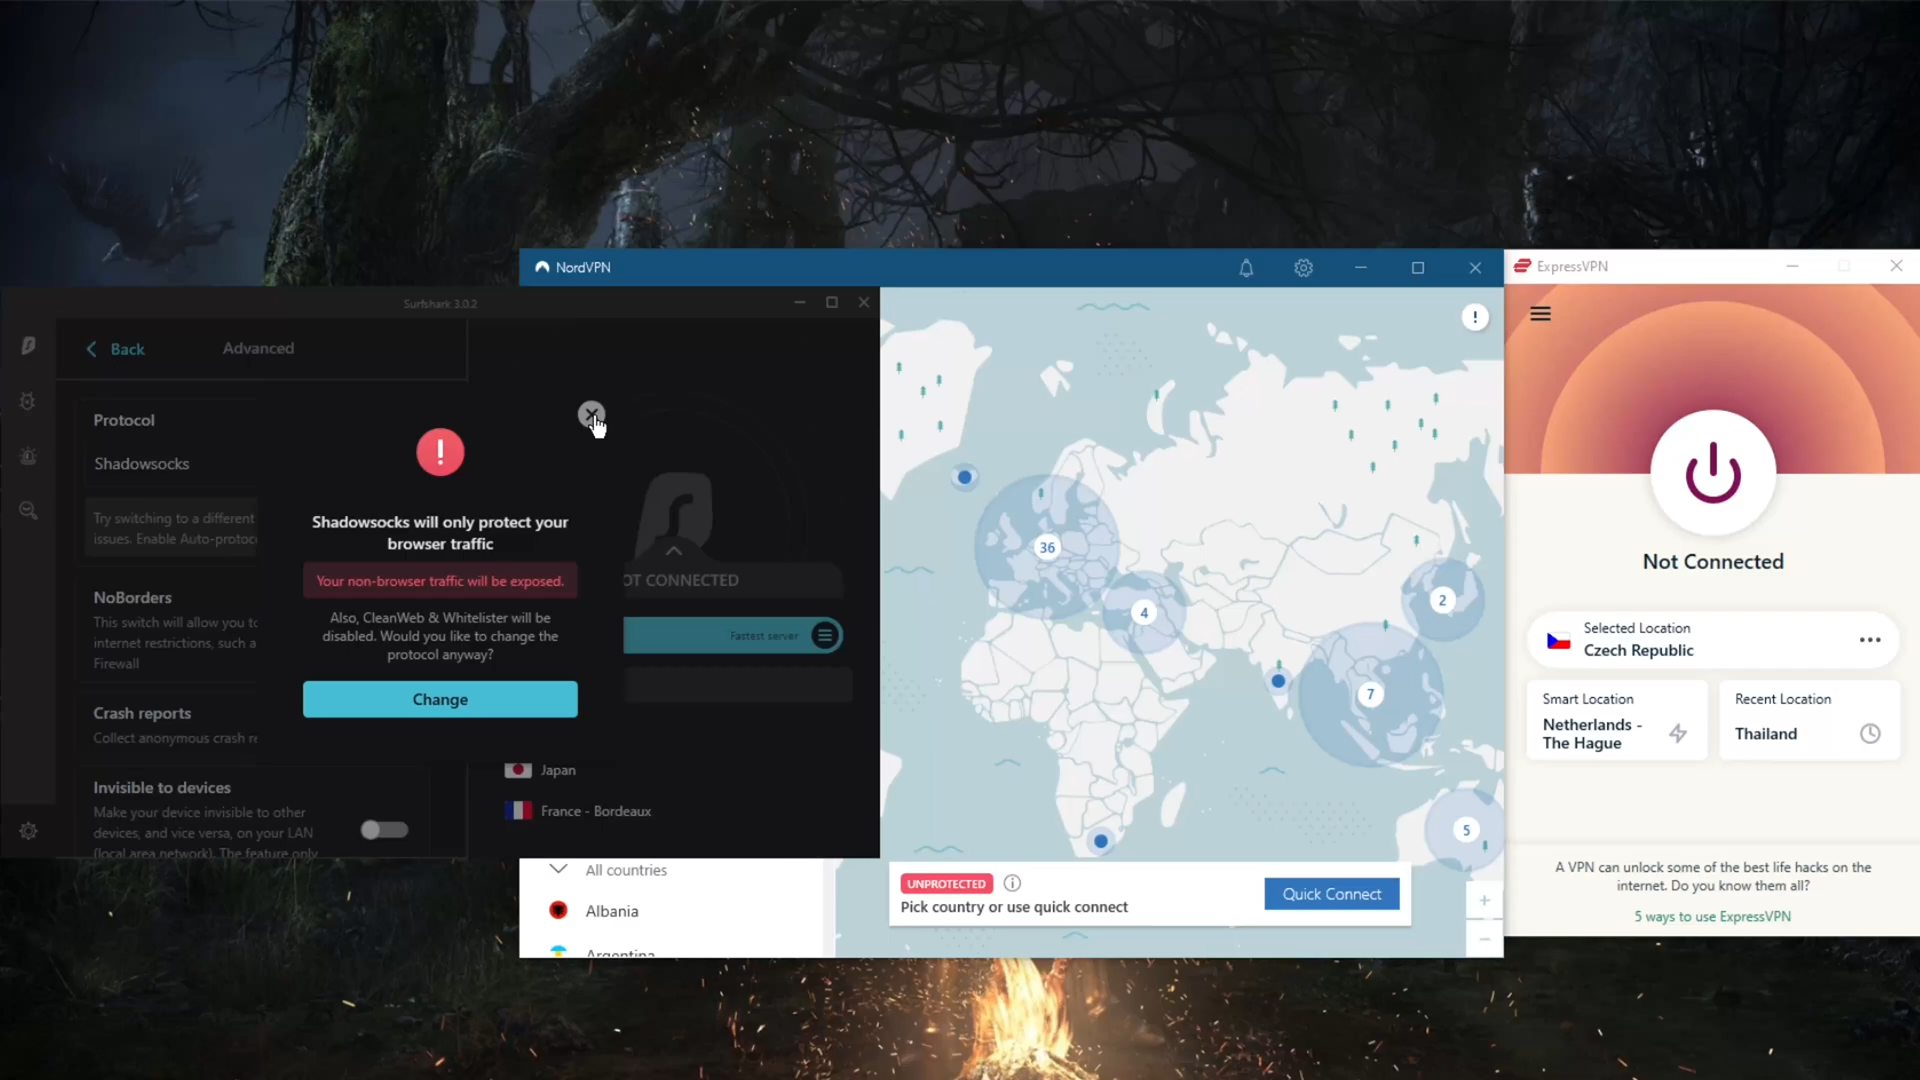 NordVPN
ExpressVPN
Surfshark 3.0.2
Back
Advanced
Protocol
Shadowsocks
Try switching to a different
issues. Enable Auto-protoc
NoBorders
This switch will allow you to
internet restrictions, such a
Firewall
Crash reports
Collect anonymous crash re
Invisible to devices
Make your device invisible to other
devices, and vice versa, on your LAN
(local area network). The feature only
!
Shadowsocks will only protect your
browser traffic
Your non-browser traffic will be exposed.
Also, CleanWeb & Whitelister will be
disabled. Would you like to change the
protocol anyway?
Change
OT CONNECTED
Fastest server
Japan
France - Bordeaux
All countries
Albania
Argentina
!
36
4
2
7
5
UNPROTECTED
Pick country or use quick connect
Quick Connect
+
−
Not Connected
Selected Location
Czech Republic
Smart Location
Netherlands -
The Hague
Recent Location
Thailand
A VPN can unlock some of the best life hacks on the
internet. Do you know them all?
5 ways to use ExpressVPN